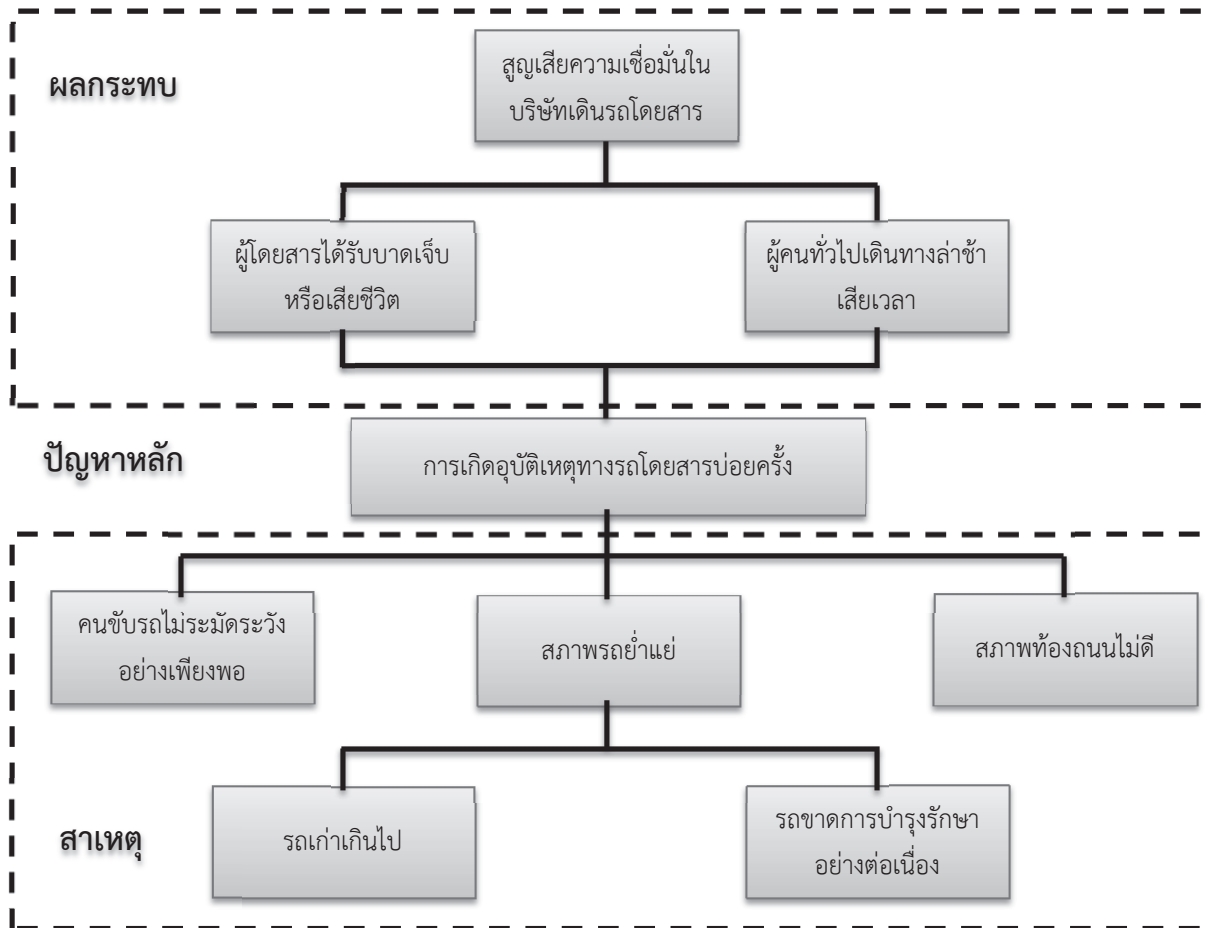 ผลกระทบ
สูญเสียความเชื่อมั่นใน
บริษัทเดินรถโดยสาร
ผู้โดยสารได้รับบาดเจ็บ
หรือเสียชีวิต
ผู้คนทั่วไปเดินทางล่าช้า
เสียเวลา
ปัญหาหลัก
การเกิดอุบัติเหตุทางรถโดยสารบ่อยครั้ง
คนขับรถไม่ระมัดระวัง
อย่างเพียงพอ
สภาพรถย่ำแย่
สภาพท้องถนนไม่ดี
สาเหตุ
รถเก่าเกินไป
รถขาดการบำรุงรักษา
อย่างต่อเนื่อง